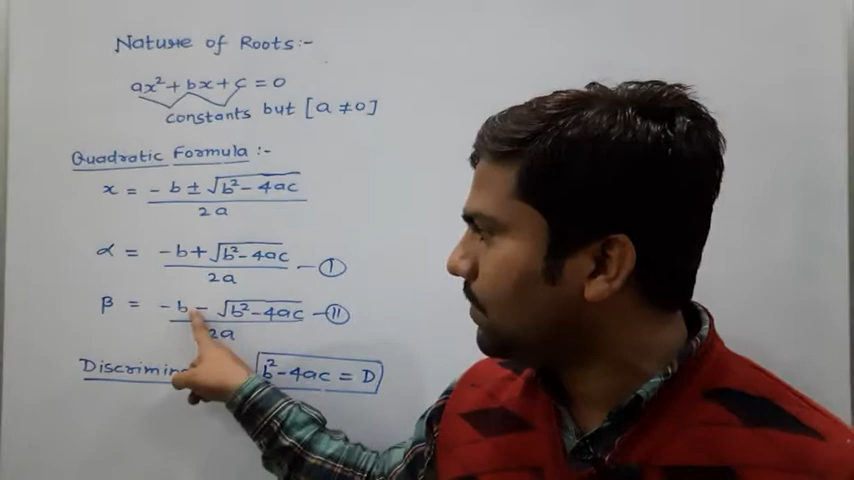 Nature of Roots:-
ax² + bx + c = 0
constants but [a ≠ 0]
Quadratic Formula :-
x = -b ± √b² - 4ac / 2a
α = -b + √b² - 4ac / 2a — I
β = -b - √b² - 4ac / 2a — II
b² - 4ac = D